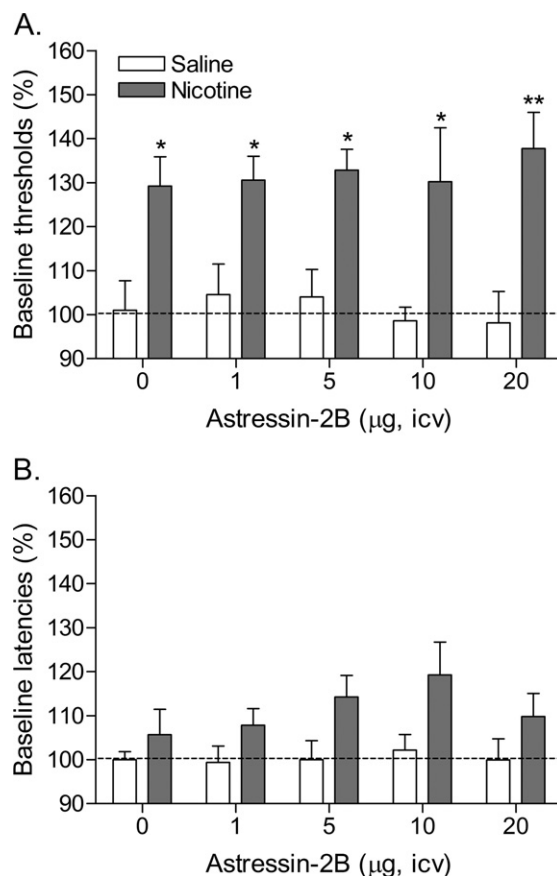 A.
Saline
Nicotine
Baseline thresholds (%)
160
150
140
130
120
110
100
90
* * * * **
0 1 5 10 20
Astressin-2B (μg, icv)
B.
Baseline latencies (%)
160
150
140
130
120
110
100
90
0 1 5 10 20
Astressin-2B (μg, icv)